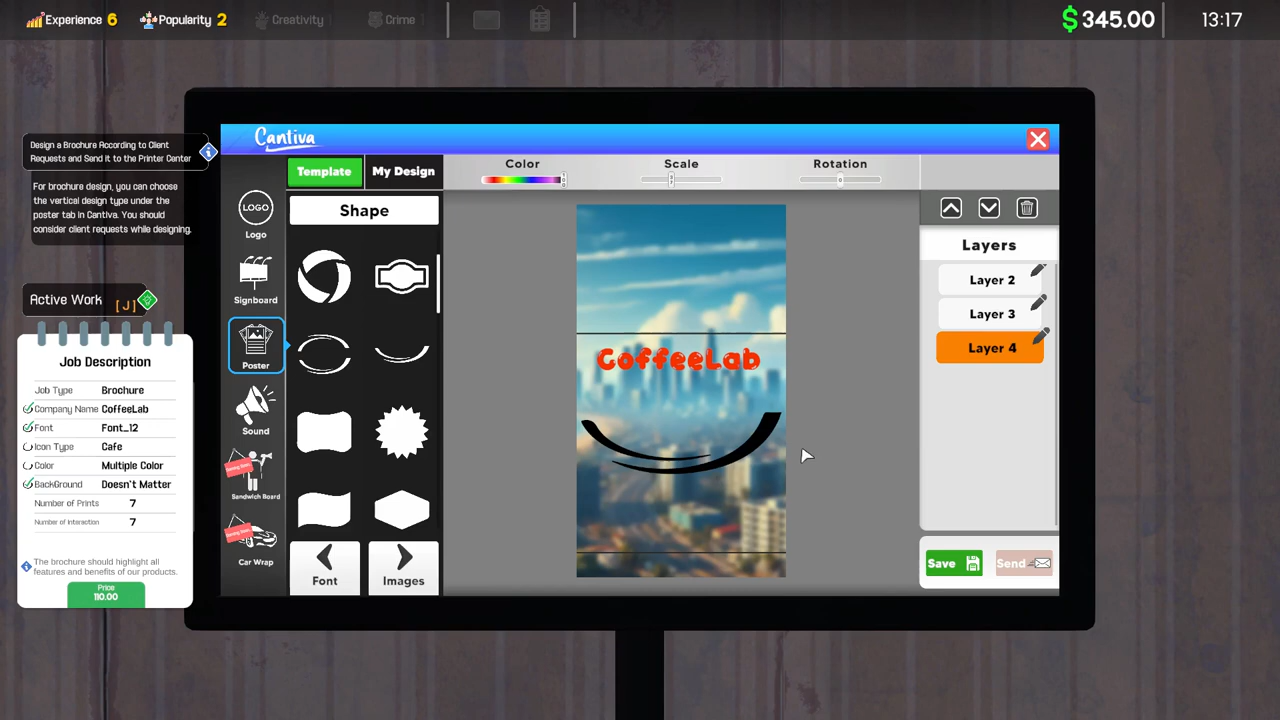 Experience 6
Popularity 2
Creativity
Crime
$ 345.00
13:17
Design a Brochure According to Client
Requests and Send it to the Printer Center
For brochure design, you can choose
the vertical design type under the
poster tab in Cantiva. You should
consider client requests while designing.
Active Work [J]
Job Description
Job Type Brochure
Company Name CoffeeLab
Font Font_12
Icon Type Cafe
Color Multiple Color
BackGround Doesn't Matter
Number of Prints 7
Number of Interaction 7
The brochure should highlight all
features and benefits of our products.
Price
110.00
Cantiva
Template
My Design
Color
Scale
Rotation
LOGO
Logo
Signboard
Poster
Sound
Coming Soon
Sandwich Board
Coming Soon
Car Wrap
Shape
Font
Images
CoffeeLab
Layers
Layer 2
Layer 3
Layer 4
Save
Send